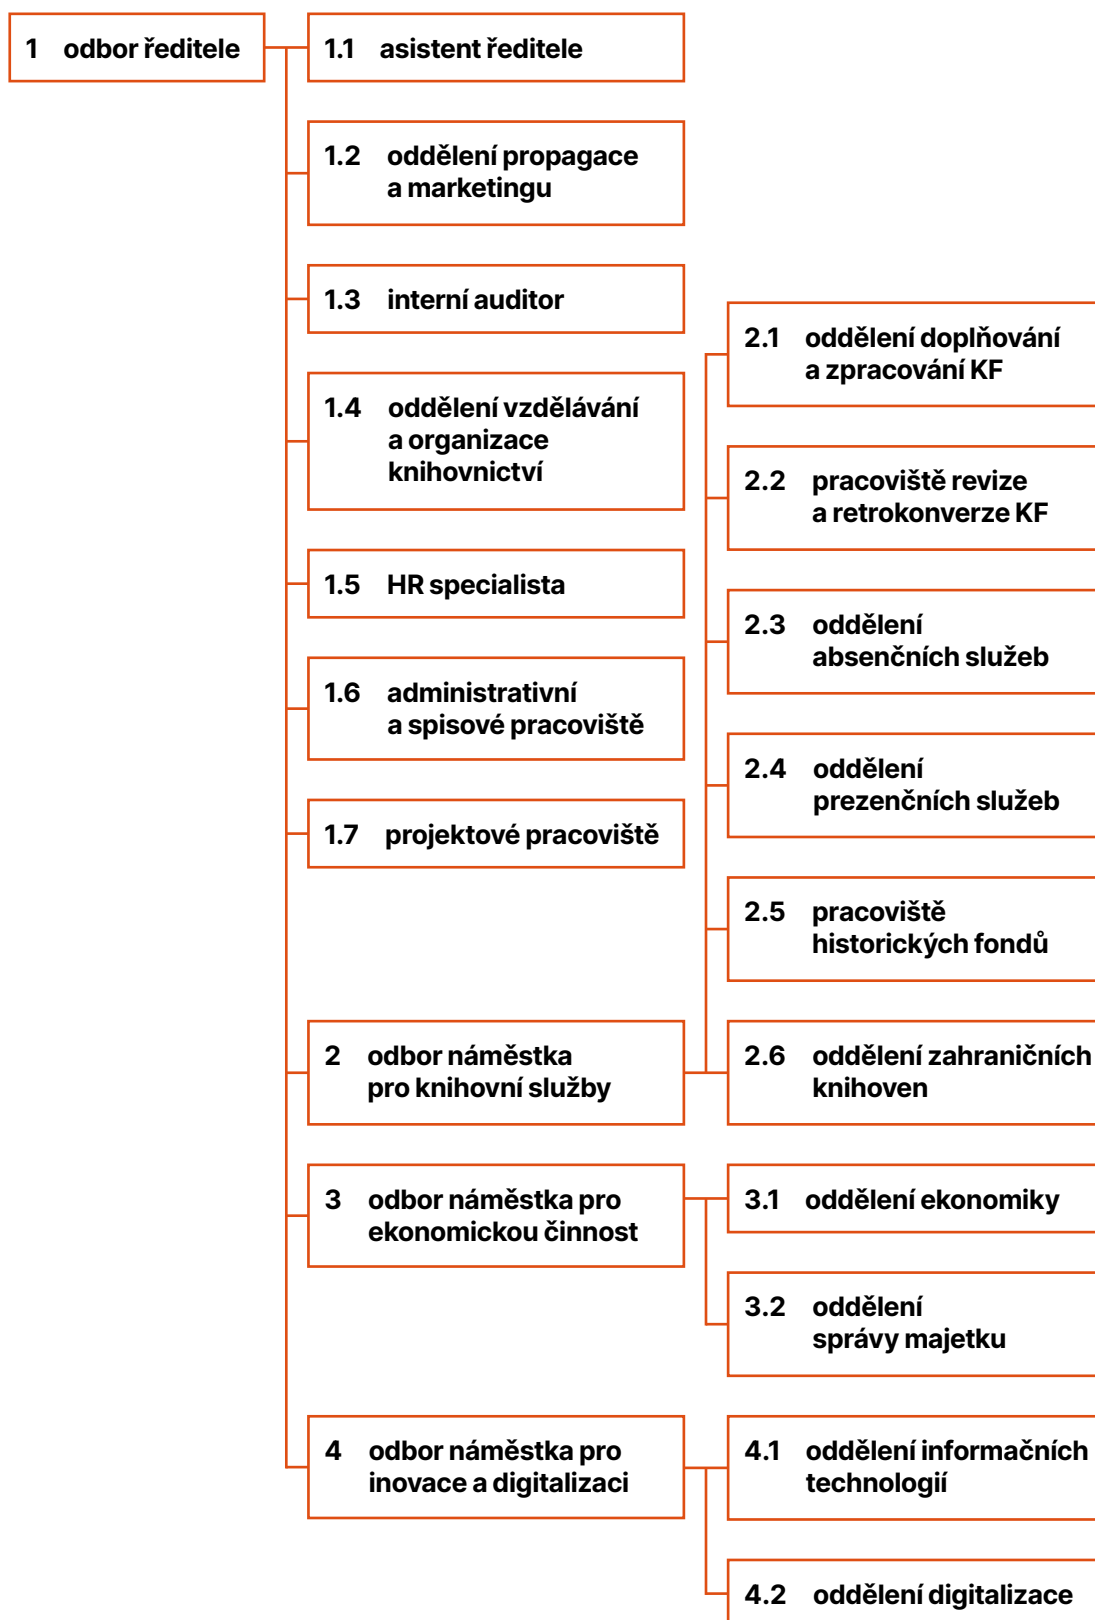 1 odbor ředitele
1.1 asistent ředitele
1.2 oddělení propagace
a marketingu
1.3 interní auditor
1.4 oddělení vzdělávání
a organizace
knihovnictví
1.5 HR specialista
1.6 administrativní
a spisové pracoviště
1.7 projektové pracoviště
2 odbor náměstka
pro knihovní služby
2.1 oddělení doplňování
a zpracování KF
2.2 pracoviště revize
a retrokonverze KF
2.3 oddělení
absenčních služeb
2.4 oddělení
prezenčních služeb
2.5 pracoviště
historických fondů
2.6 oddělení zahraničních
knihoven
3 odbor náměstka pro
ekonomickou činnost
3.1 oddělení ekonomiky
3.2 oddělení
správy majetku
4 odbor náměstka pro
inovace a digitalizaci
4.1 oddělení informačních
technologií
4.2 oddělení digitalizace